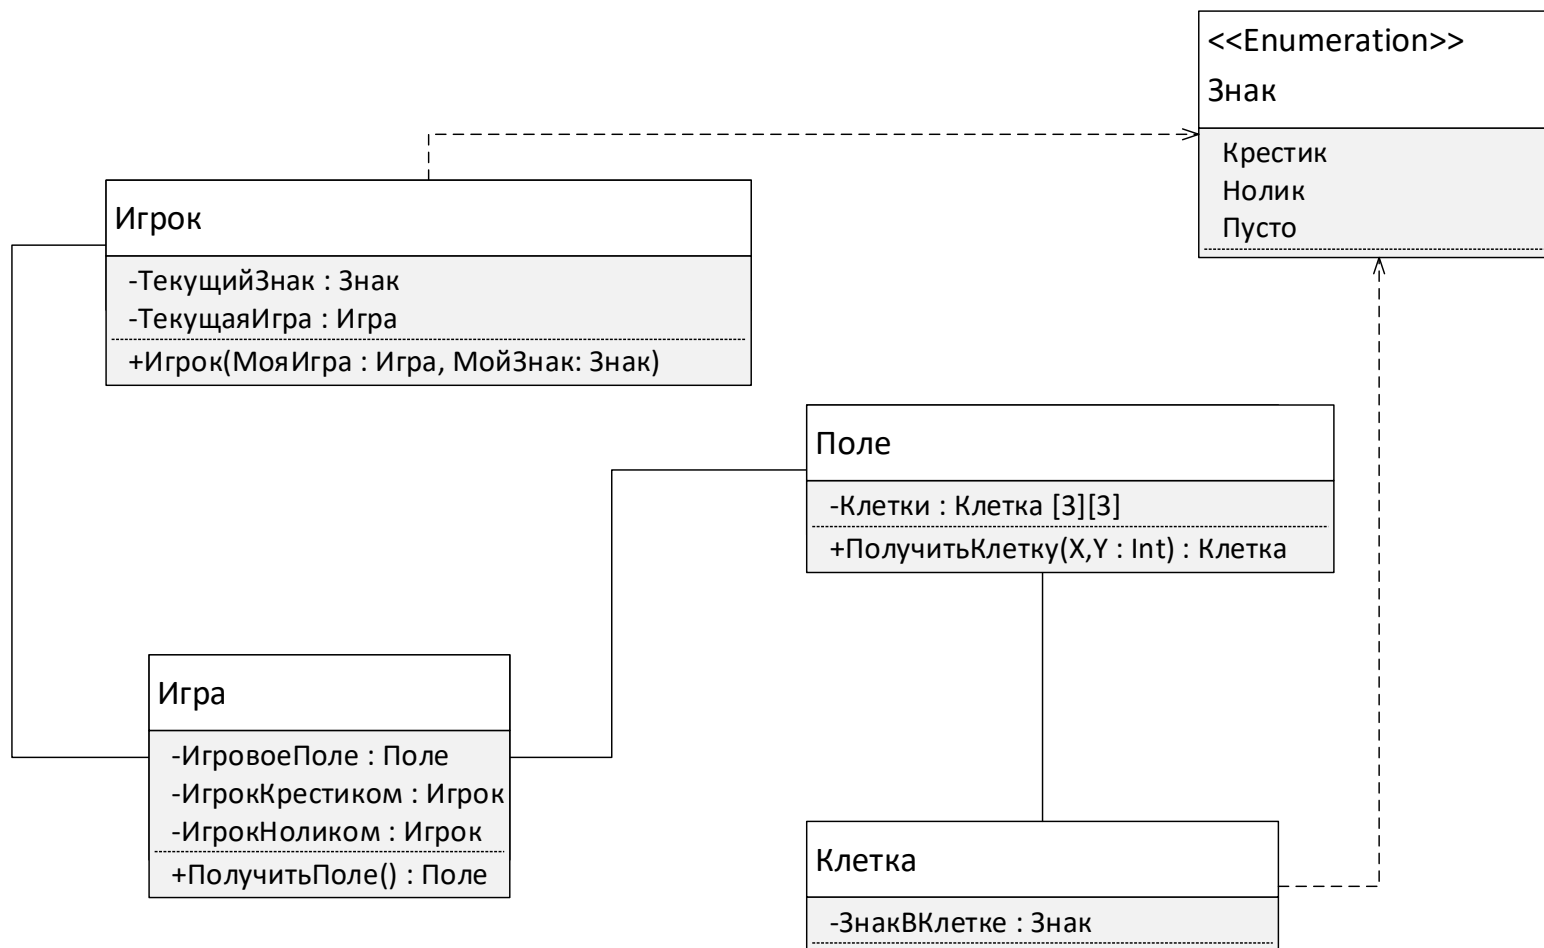 <<Enumeration>>
Знак
Крестик
Нолик
Пусто
Игрок
-ТекущийЗнак : Знак
-ТекущаяИгра : Игра
+Игрок(МояИгра : Игра, МойЗнак: Знак)
Поле
-Клетки : Клетка [3][3]
+ПолучитьКлетку(X,Y : Int) : Клетка
Игра
-ИгровоеПоле : Поле
-ИгрокКрестиком : Игрок
-ИгрокНоликом : Игрок
+ПолучитьПоле() : Поле
Клетка
-ЗнакВКлетке : Знак